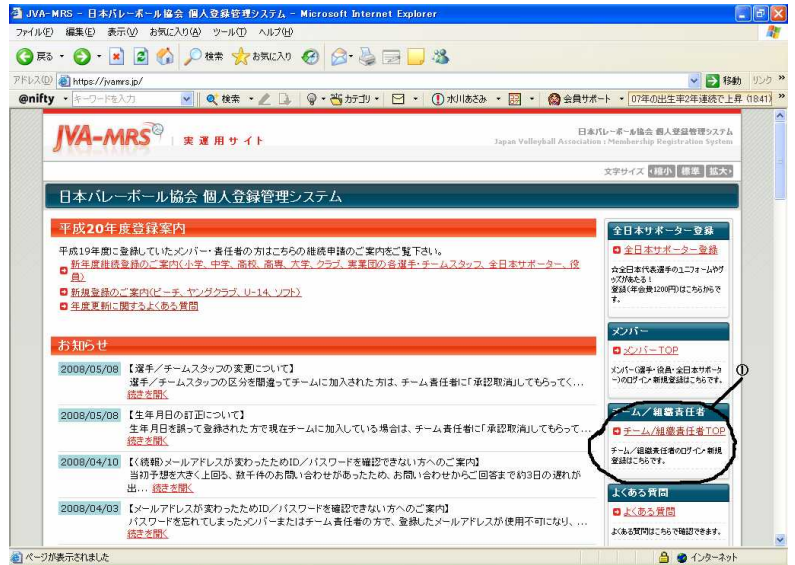 JVA-MRS - 日本バレーボール協会 個人登録管理システム - Microsoft Internet Explorer
ファイル(F) 編集(E) 表示(V) お気に入り(A) ツール(T) ヘルプ(H)
戻る 検索 お気に入り
アドレス(D) https://jvamrs.jp/ 移動 リンク »
@nifty キーワードを入力 検索 カテゴリ 氷川あさみ 会員サポート 07年の出生率2年連続で上昇 (18:41) »
JVA-MRS 実運用サイト
日本バレーボール協会 個人登録管理システム
Japan Volleyball Association : Membership Registration System
文字サイズ 縮小 標準 拡大
日本バレーボール協会 個人登録管理システム
平成20年度登録案内
平成19年度に登録していたメンバー・責任者の方はこちらの継続申請のご案内をご覧下さい。
新年度継続登録のご案内(小学、中学、高校、高専、大学、クラブ、実業団の各選手・チームスタッフ、全日本サポーター、役
員)
新規登録のご案内(ビーチ、ヤングクラブ、U-14、ソフト)
年度更新に関するよくある質問
お知らせ
2008/05/08 【選手／チームスタッフの変更について】
選手／チームスタッフの区分を間違ってチームに加入された方は、チーム責任者に「承認取消」してもらってく...
続きを開く
2008/05/08 【生年月日の訂正について】
生年月日を誤って登録された方で現在チームに加入している場合は、チーム責任者に「承認取消」してもらって...
続きを開く
2008/04/10 【(続報)メールアドレスが変わったためID／パスワードを確認できない方へのご案内】
当初予想を大きく上回る、数千件のお問い合わせがあったため、お問い合わせからご回答まで約3日の遅れが
出... 続きを開く
2008/04/03 【メールアドレスが変わったためID／パスワードを確認できない方へのご案内】
パスワードを忘れてしまったメンバーまたはチーム責任者の方で、登録したメールアドレスが使用不可になり、...
続きを開く
全日本サポーター登録
全日本サポーター登録
☆全日本代表選手のユニフォームやグ
ッズがあたる！
登録(年会費1200円)はこちらからで
す。
メンバー
メンバーTOP
メンバー(選手・役員・全日本サポータ
ー)のログイン・新規登録はこちらです。
①
チーム／組織責任者
チーム/組織責任者TOP
チーム／組織責任者のログイン・新規
登録はこちらです。
よくある質問
よくある質問
よくある質問はこちらで確認できます。
ページが表示されました インターネット